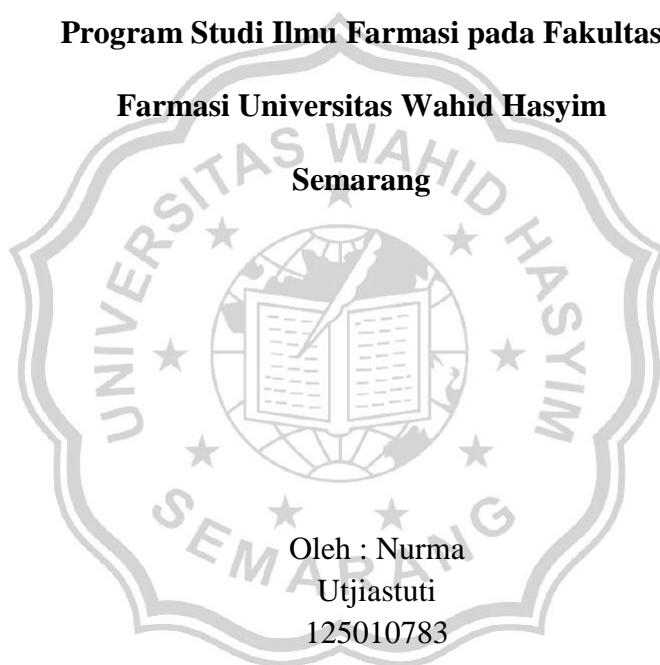 Program Studi Ilmu Farmasi pada Fakultas
Farmasi Universitas Wahid Hasyim
Semarang
UNIVERSITAS WAHID HASYIM
SEMARANG
Oleh : Nurma
Utjiastuti
125010783